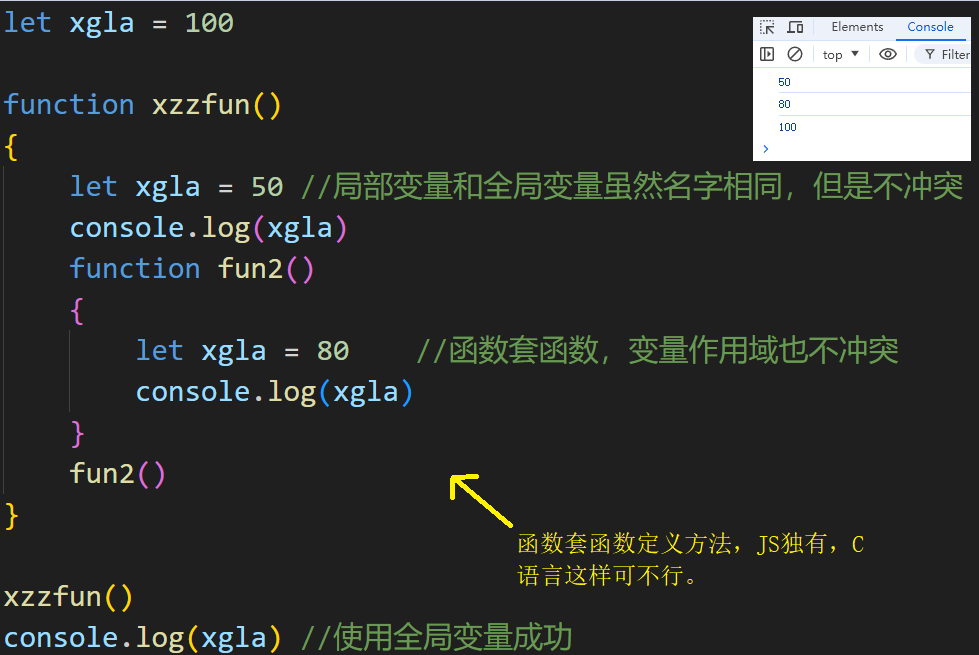 let xgla = 100
Elements Console
top Filter
50
80
100
function xzzfun()
{
let xgla = 50 //局部变量和全局变量虽然名字相同，但是不冲突
console.log(xgla)
function fun2()
{
let xgla = 80 //函数套函数，变量作用域也不冲突
console.log(xgla)
}
fun2()
}
函数套函数定义方法，JS独有，C
语言这样可不行。
xzzfun()
console.log(xgla) //使用全局变量成功